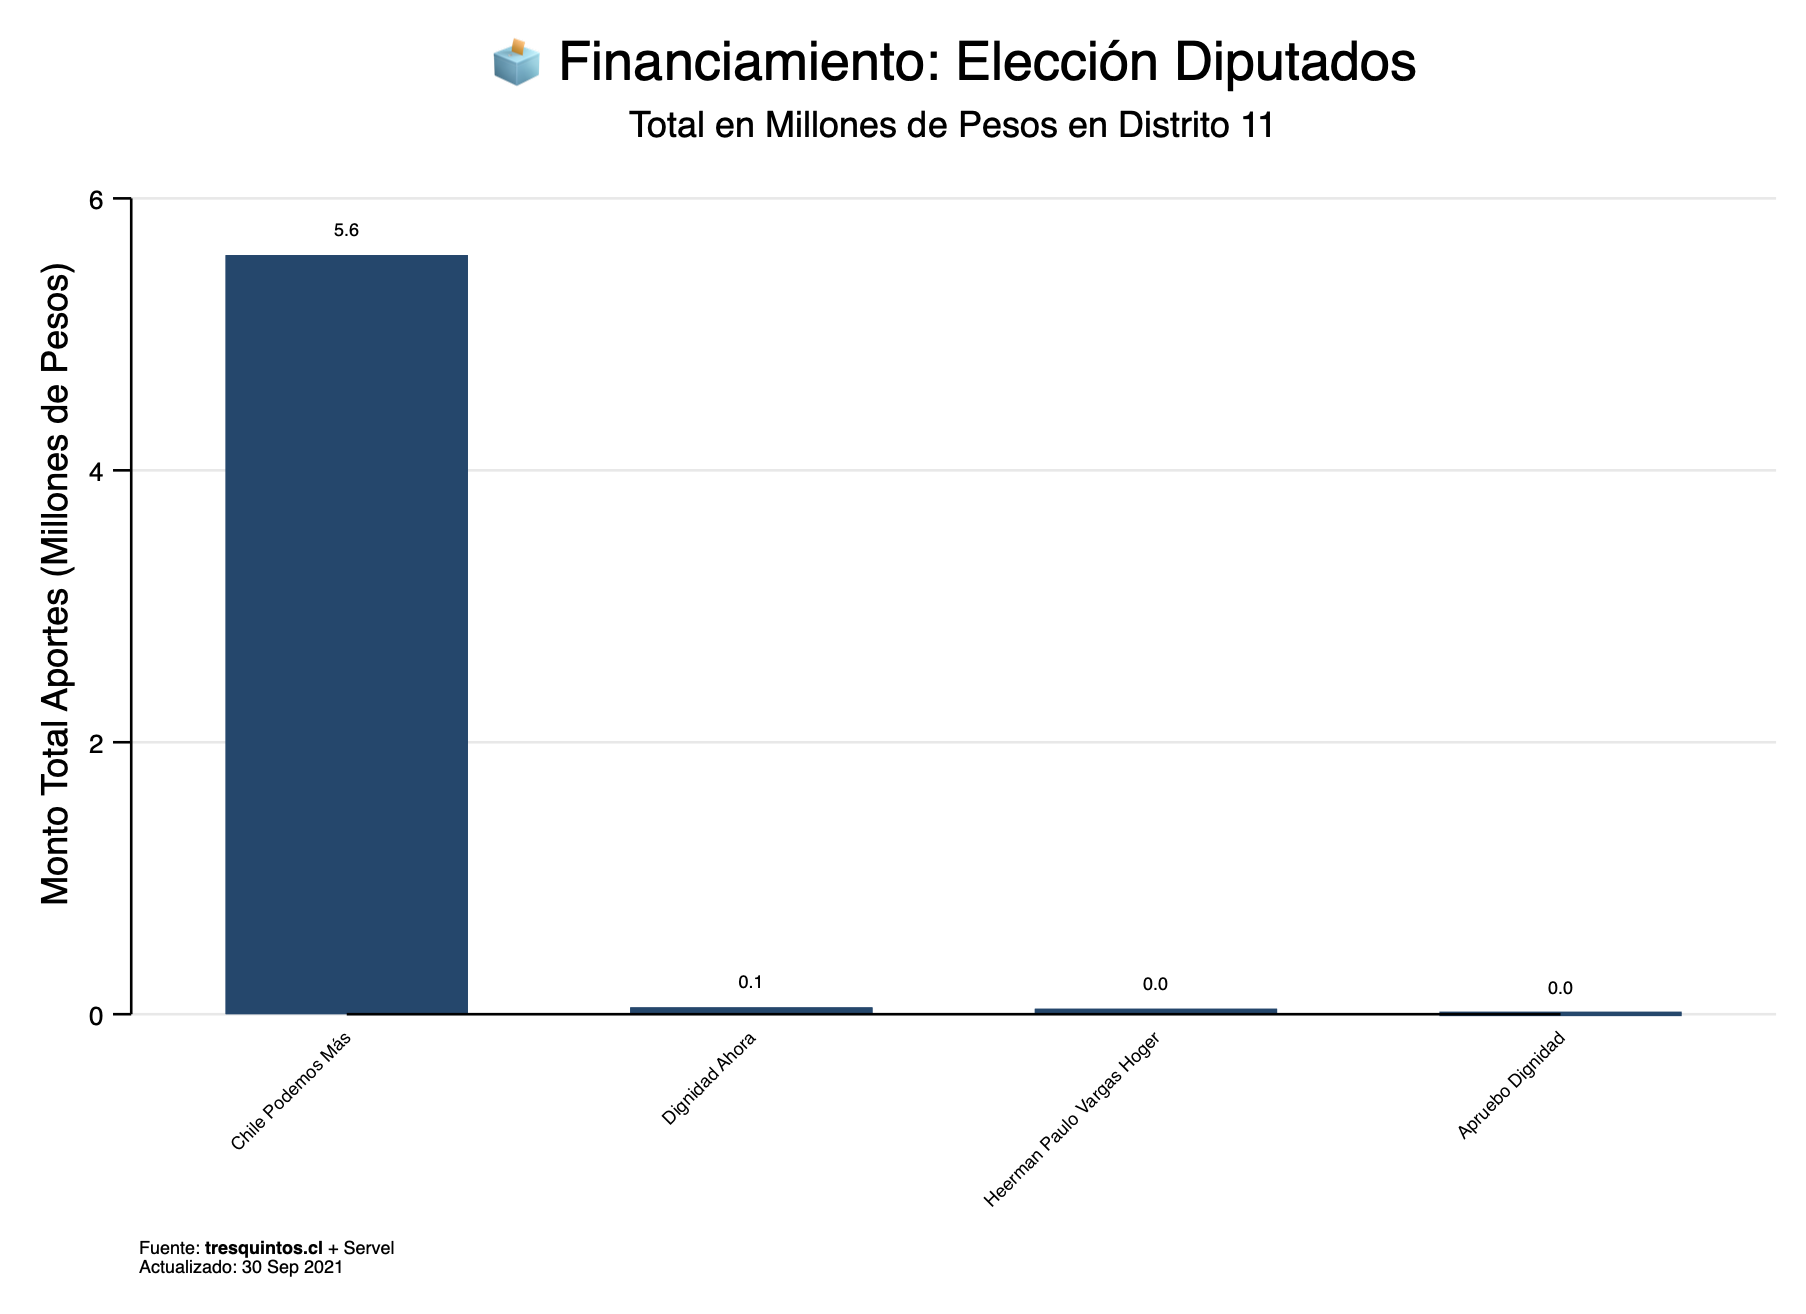 Financiamiento: Elección Diputados
Total en Millones de Pesos en Distrito 11
Monto Total Aportes (Millones de Pesos)
6
4
2
0
5.6
0.1
0.0
0.0
Chile Podemos Más
Dignidad Ahora
Heerman Paulo Vargas Hoger
Apruebo Dignidad
Fuente: tresquintos.cl + Servel
Actualizado: 30 Sep 2021